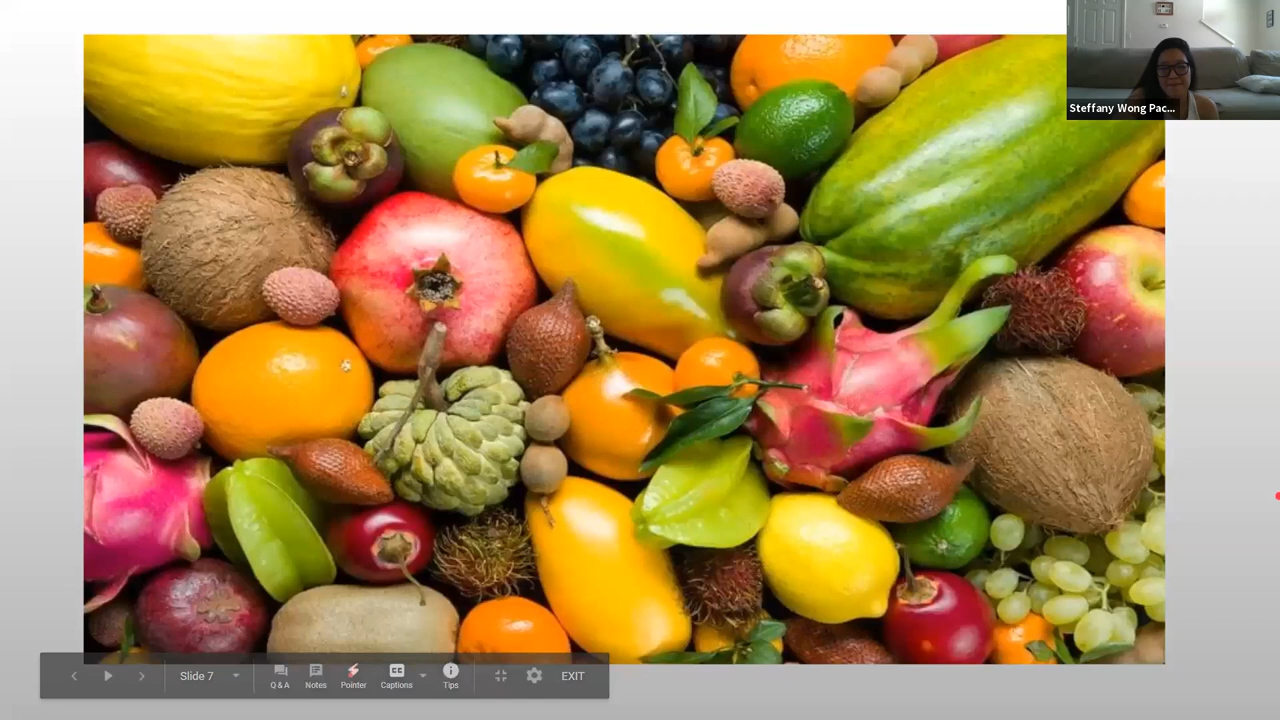 Steffany Wong Pac...
Slide 7
Q & A
Notes
Pointer
Captions
Tips
EXIT